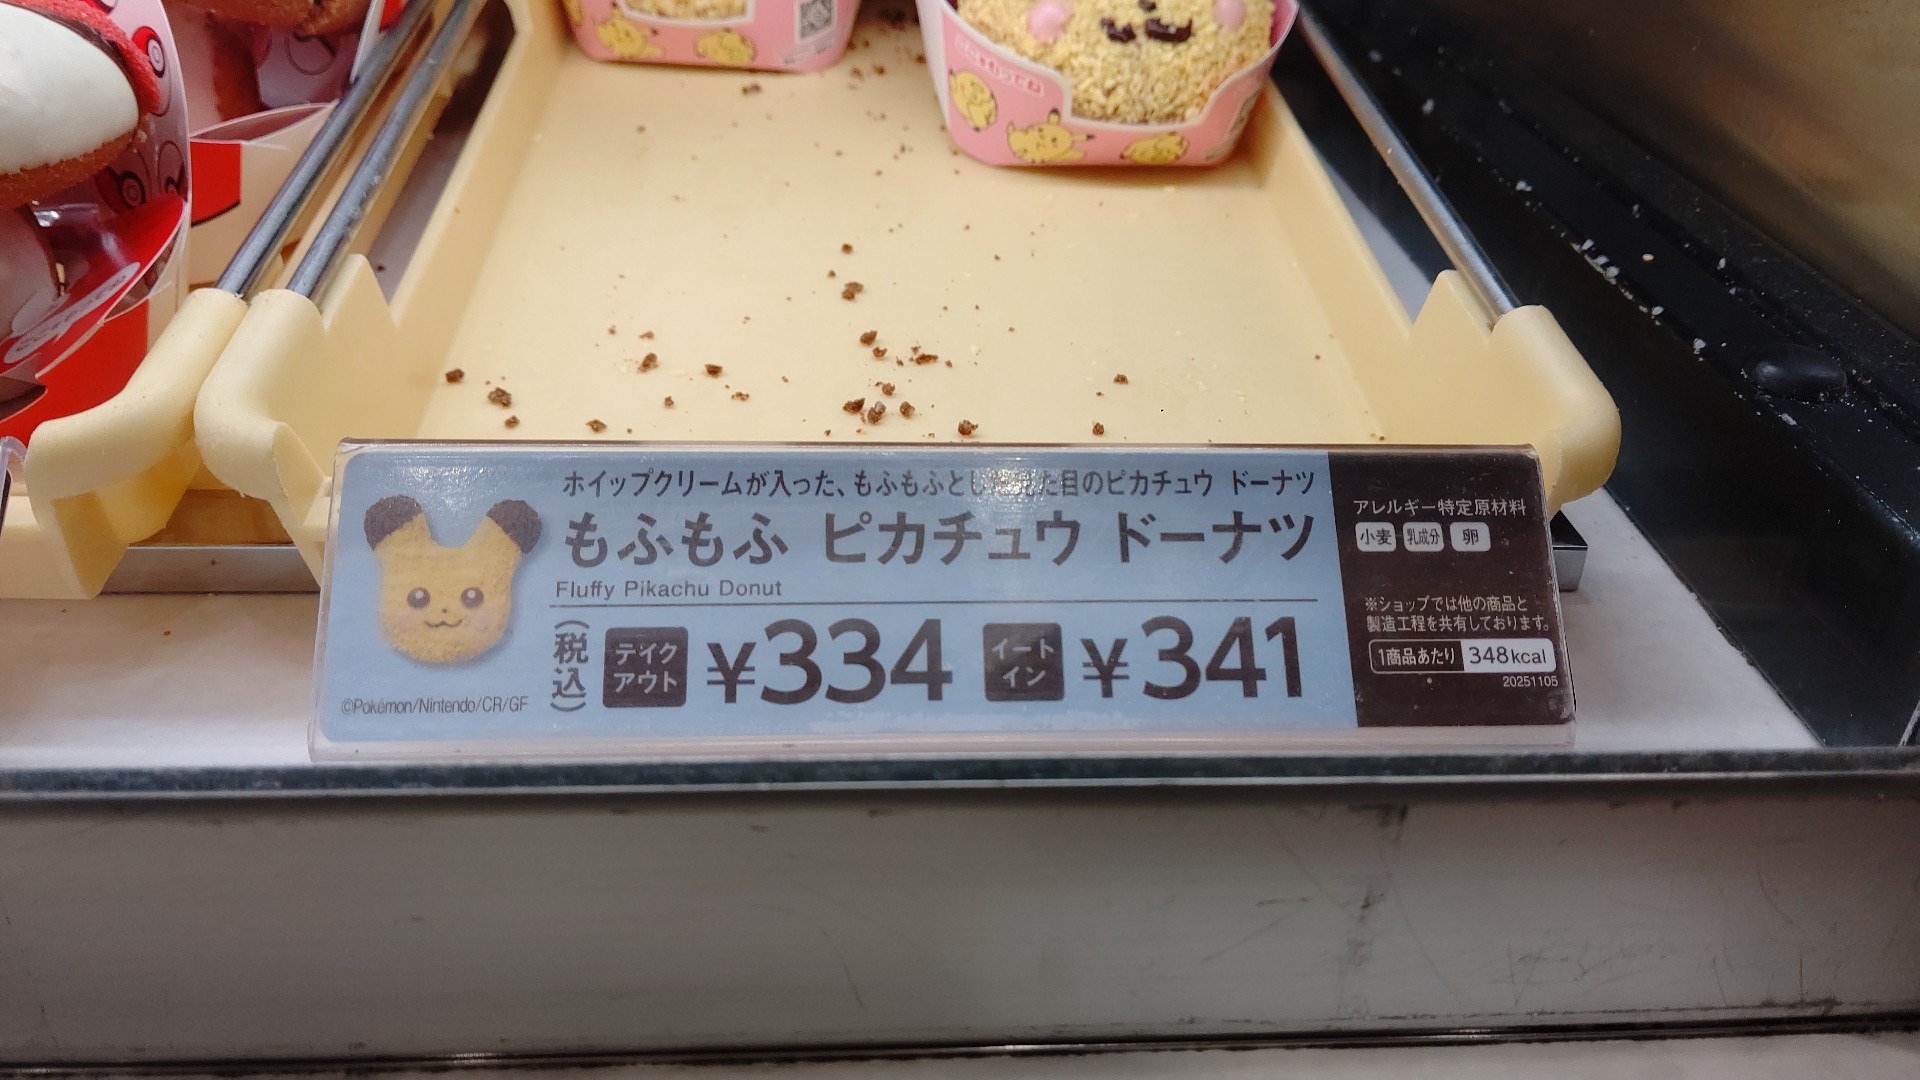 ホイップクリームが入った、もふもふとした見た目のピカチュウ ドーナツ
もふもふ ピカチュウ ドーナツ
Fluffy Pikachu Donut
(税込)
テイクアウト ¥334
イートイン ¥341
©Pokémon/Nintendo/CR/GF
アレルギー特定原材料
小麦 乳成分 卵
※ショップでは他の商品と
製造工程を共有しております。
1商品あたり 348kcal
20251105